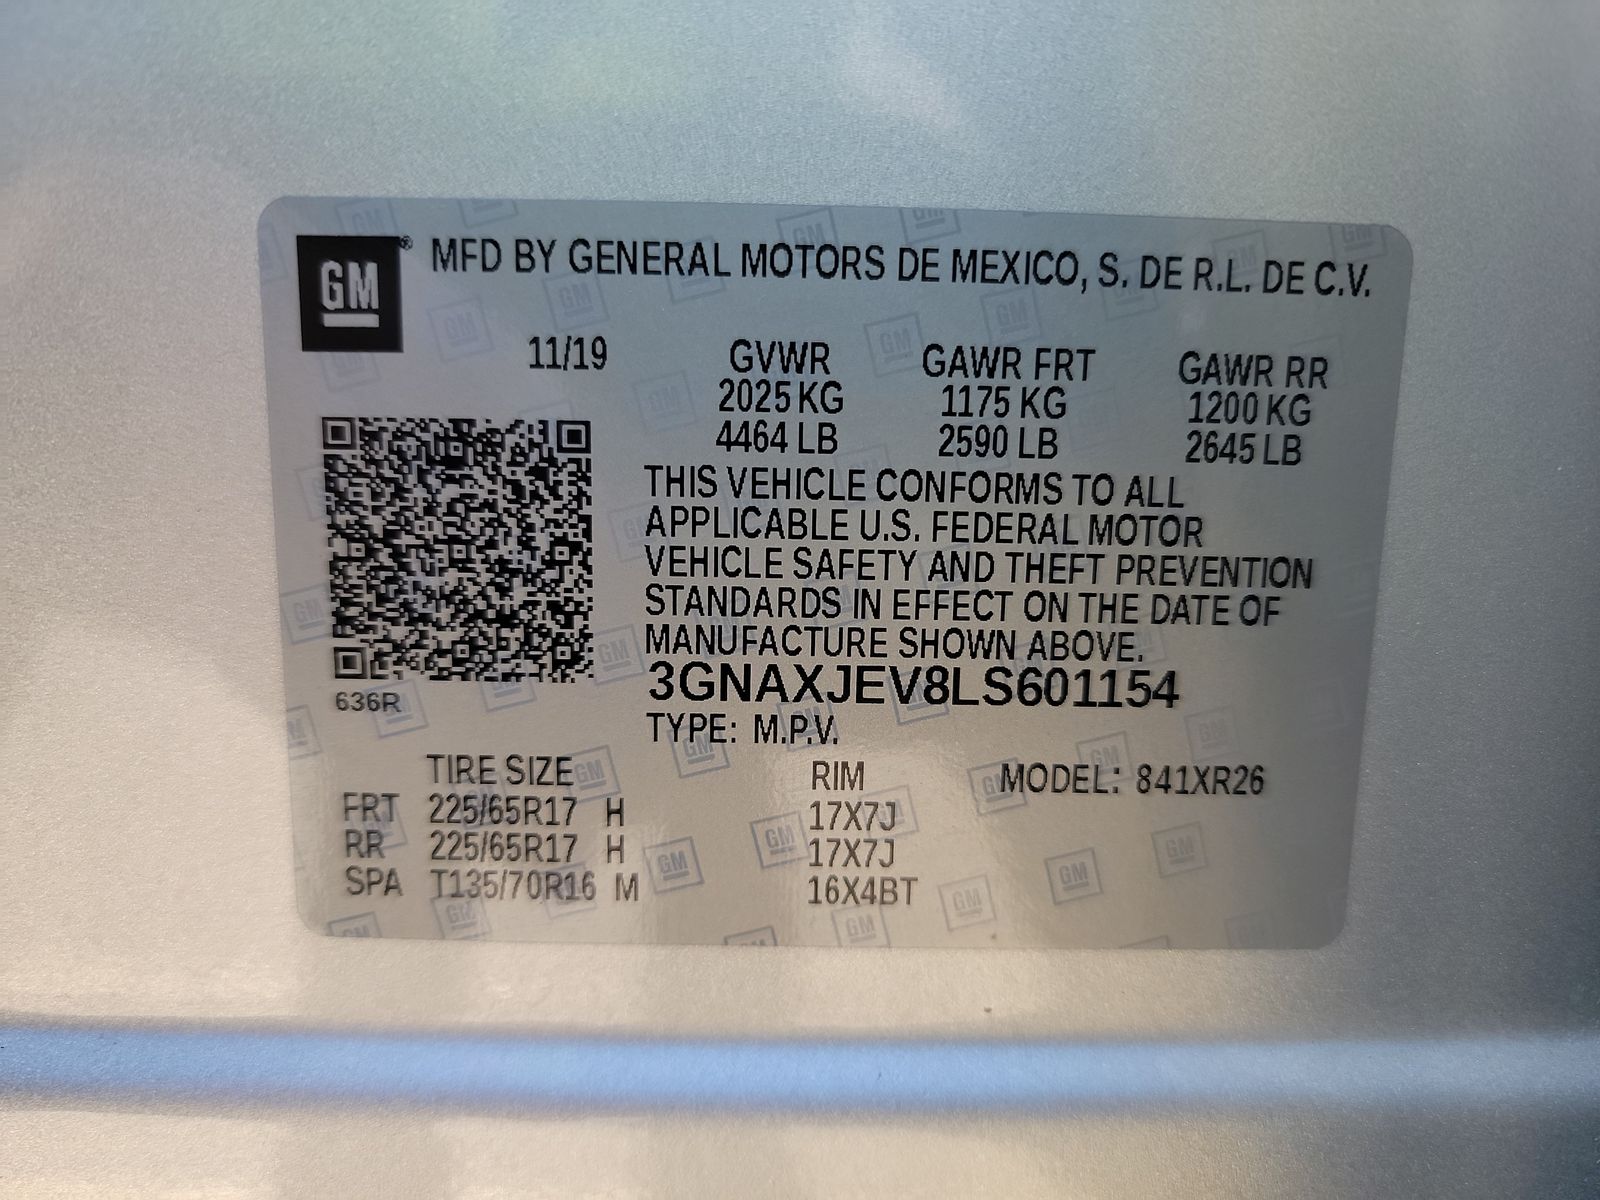 GM® MFD BY GENERAL MOTORS DE MEXICO, S. DE R.L. DE C.V.
11/19 GVWR GAWR FRT GAWR RR
2025 KG 1175 KG 1200 KG
4464 LB 2590 LB 2645 LB
THIS VEHICLE CONFORMS TO ALL
APPLICABLE U.S. FEDERAL MOTOR
VEHICLE SAFETY AND THEFT PREVENTION
STANDARDS IN EFFECT ON THE DATE OF
MANUFACTURE SHOWN ABOVE.
3GNAXJEV8LS601154
636R
TYPE: M.P.V.
TIRE SIZE RIM MODEL: 841XR26
FRT 225/65R17 H 17X7J
RR 225/65R17 H 17X7J
SPA T135/70R16 M 16X4BT